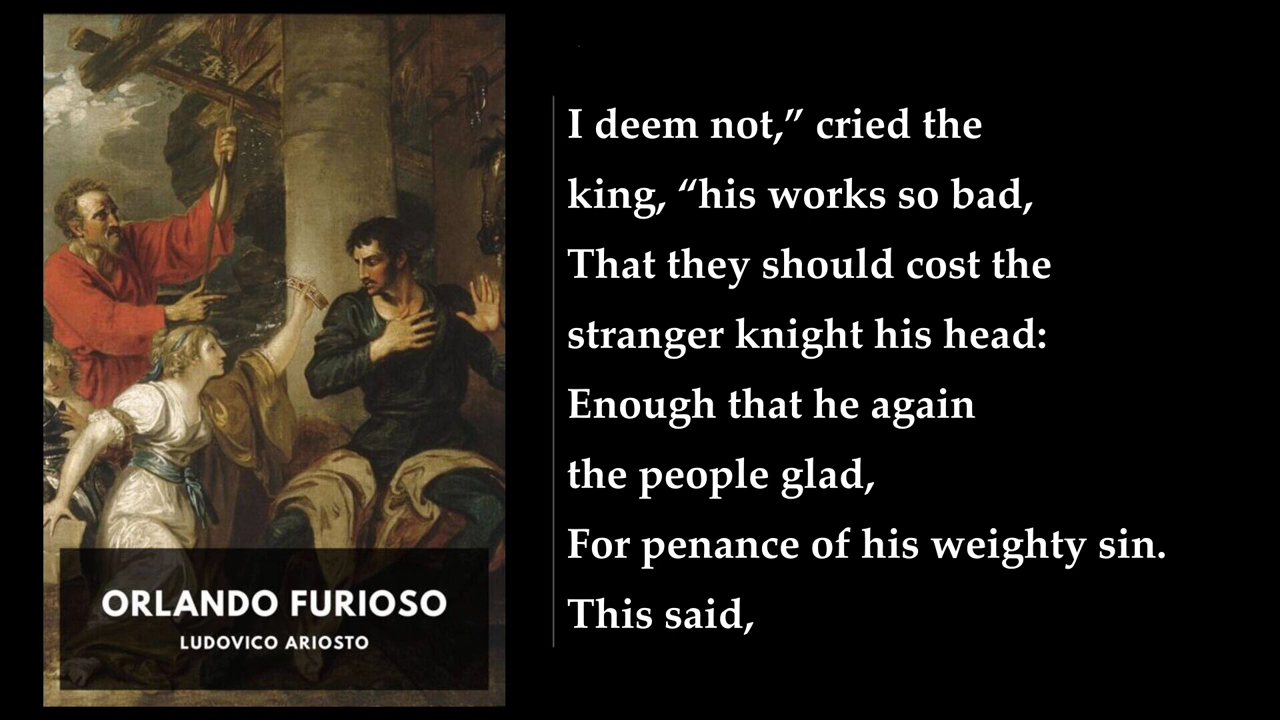 ORLANDO FURIOSO
LUDOVICO ARIOSTO
I deem not,” cried the
king, “his works so bad,
That they should cost the
stranger knight his head:
Enough that he again
the people glad,
For penance of his weighty sin.
This said,